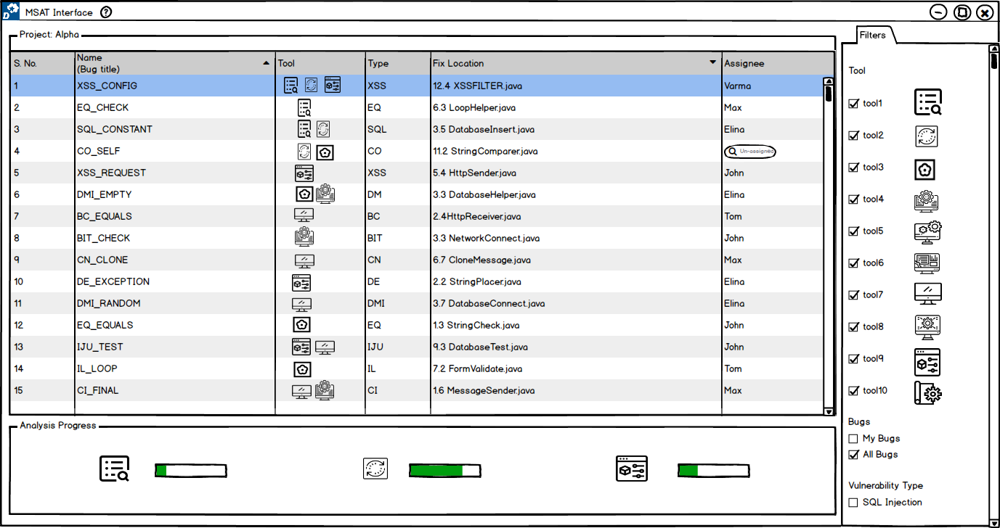 MSAT Interface ?
Project: Alpha
S. No. Name (Bug title) Tool Type Fix Location Assignee
1 XSS_CONFIG XSS 12.4 XSSFILTER.java Varma
2 EQ_CHECK EQ 6.3 LoopHelper.java Max
3 SQL_CONSTANT SQL 3.5 DatabaseInsert.java Elina
4 CO_SELF CO 11.2 StringComparer.java Un-assigned
5 XSS_REQUEST XSS 5.4 HttpSender.java John
6 DMI_EMPTY DM 3.3 DatabaseHelper.java Elina
7 BC_EQUALS BC 2.4HttpReceiver.java Tom
8 BIT_CHECK BIT 3.3 NetworkConnect.java John
9 CN_CLONE CN 6.7 CloneMessage.java Max
10 DE_EXCEPTION DE 2.2 StringPlacer.java Elina
11 DMI_RANDOM DMI 3.7 DatabaseConnect.java Elina
12 EQ_EQUALS EQ 1.3 StringCheck.java John
13 IJU_TEST IJU 9.3 DatabaseTest.java John
14 IL_LOOP IL 7.2 FormValidate.java Tom
15 CI_FINAL CI 1.6 MessageSender.java Max
Analysis Progress
Filters
Tool
tool1
tool2
tool3
tool4
tool5
tool6
tool7
tool8
tool9
tool10
Bugs
My Bugs
All Bugs
Vulnerability Type
SQL Injection